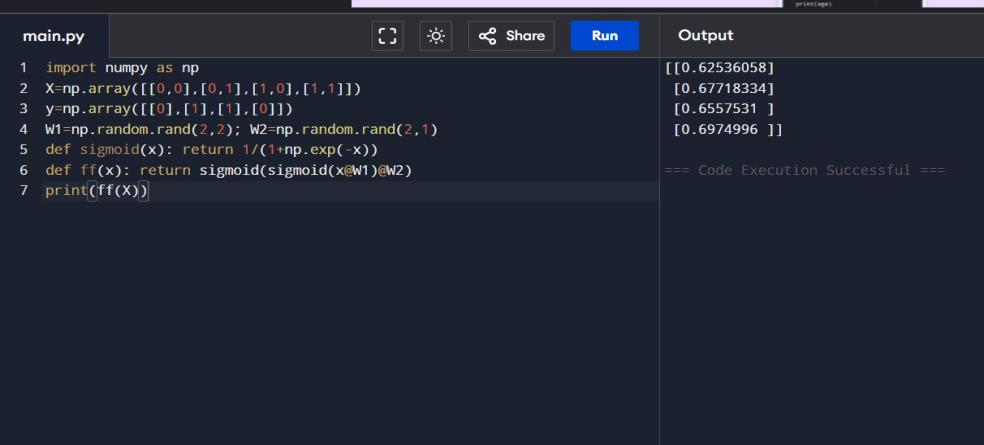 print(age)
main.py
Share
Run
Output
1 import numpy as np
2 X=np.array([[0,0],[0,1],[1,0],[1,1]])
3 y=np.array([[0],[1],[1],[0]])
4 W1=np.random.rand(2,2); W2=np.random.rand(2,1)
5 def sigmoid(x): return 1/(1+np.exp(-x))
6 def ff(x): return sigmoid(sigmoid(x@W1)@W2)
7 print(ff(X))
[[0.62536058]
[0.67718334]
[0.6557531 ]
[0.6974996 ]]
=== Code Execution Successful ===